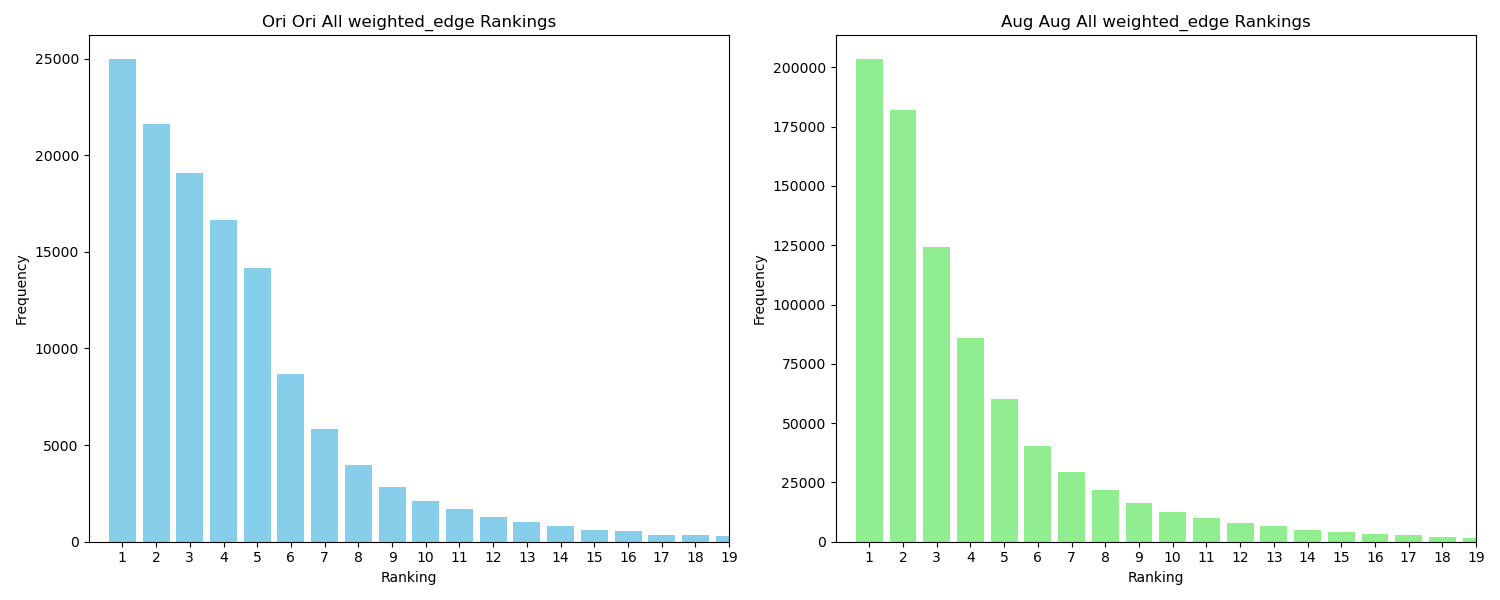 Ori Ori All weighted_edge Rankings
25000
20000
15000
10000
5000
0
Frequency
1 2 3 4 5 6 7 8 9 10 11 12 13 14 15 16 17 18 19
Ranking
Aug Aug All weighted_edge Rankings
200000
175000
150000
125000
100000
75000
50000
25000
0
Frequency
1 2 3 4 5 6 7 8 9 10 11 12 13 14 15 16 17 18 19
Ranking